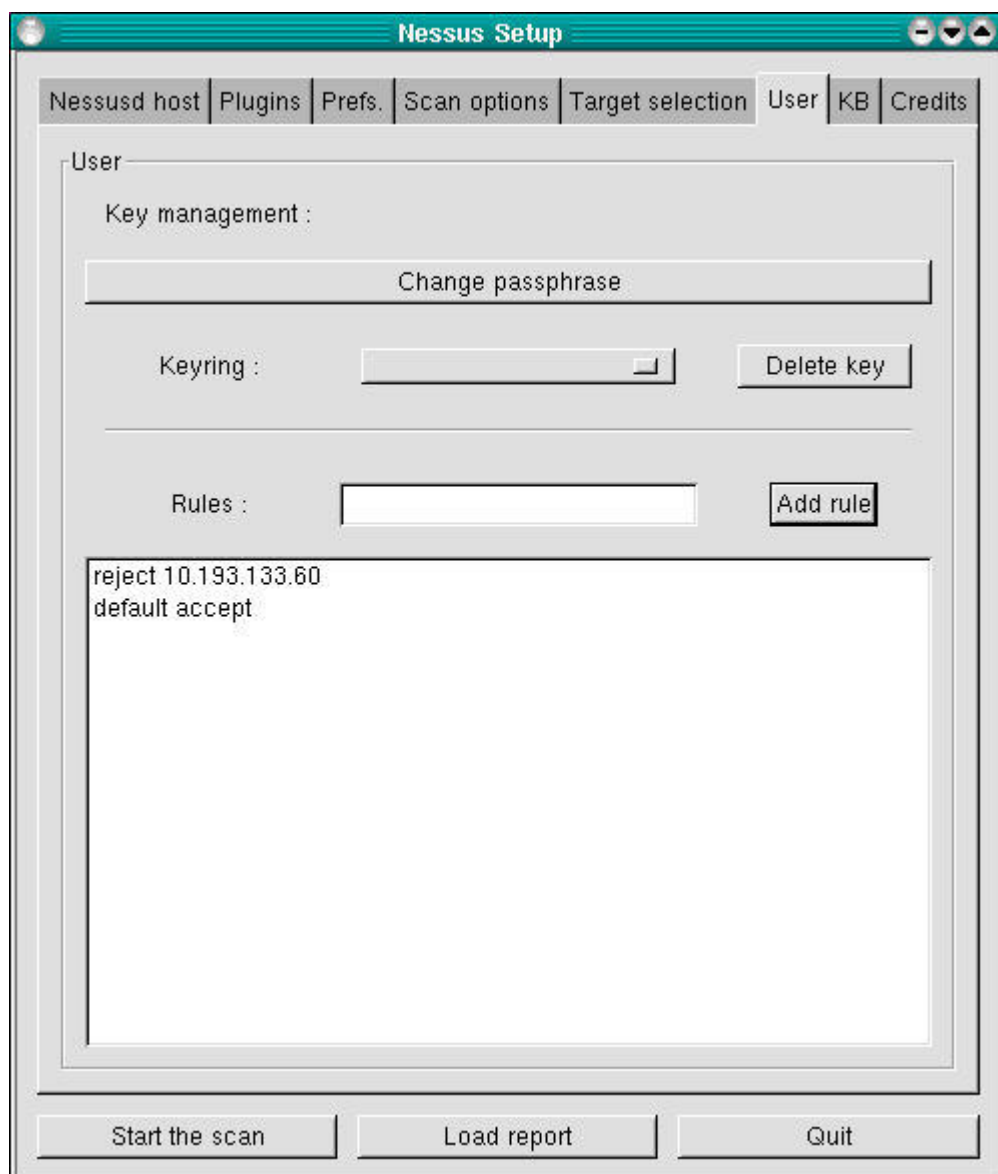 Nessus Setup
Nessusd host Plugins Prefs. Scan options Target selection User KB Credits
User
Key management :
Change passphrase
Keyring : Delete key
Rules : Add rule
reject 10.193.133.60
default accept
Start the scan Load report Quit